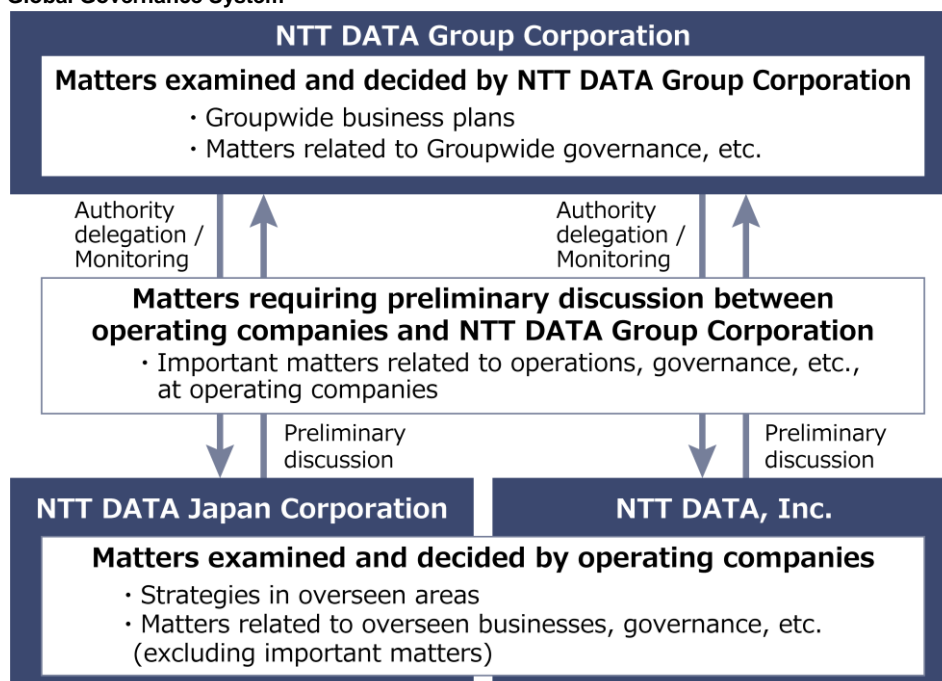 Global Governance System
NTT DATA Group Corporation
Matters examined and decided by NTT DATA Group Corporation
・Groupwide business plans
・Matters related to Groupwide governance, etc.
Authority
delegation /
Monitoring
Authority
delegation /
Monitoring
Matters requiring preliminary discussion between
operating companies and NTT DATA Group Corporation
・Important matters related to operations, governance, etc.,
at operating companies
Preliminary
discussion
Preliminary
discussion
NTT DATA Japan Corporation
NTT DATA, Inc.
Matters examined and decided by operating companies
・Strategies in overseen areas
・Matters related to overseen businesses, governance, etc.
(excluding important matters)